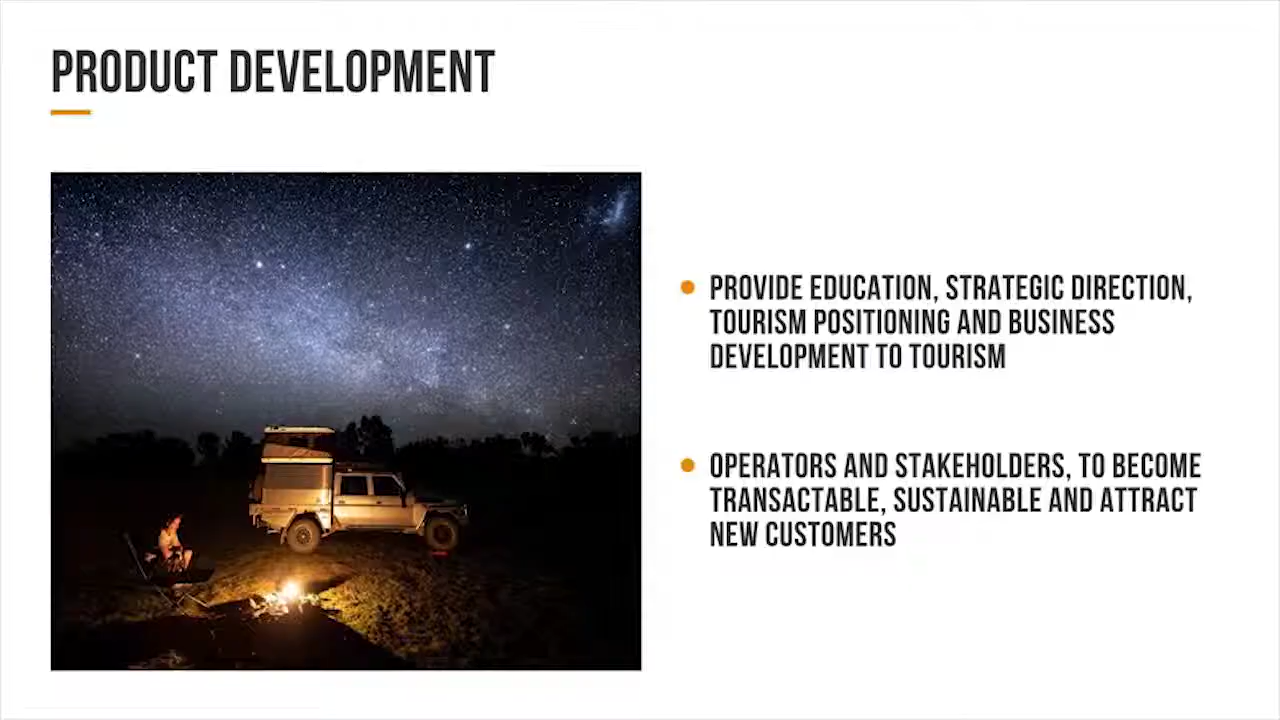 PRODUCT DEVELOPMENT
PROVIDE EDUCATION, STRATEGIC DIRECTION,
TOURISM POSITIONING AND BUSINESS
DEVELOPMENT TO TOURISM
OPERATORS AND STAKEHOLDERS, TO BECOME
TRANSACTABLE, SUSTAINABLE AND ATTRACT
NEW CUSTOMERS